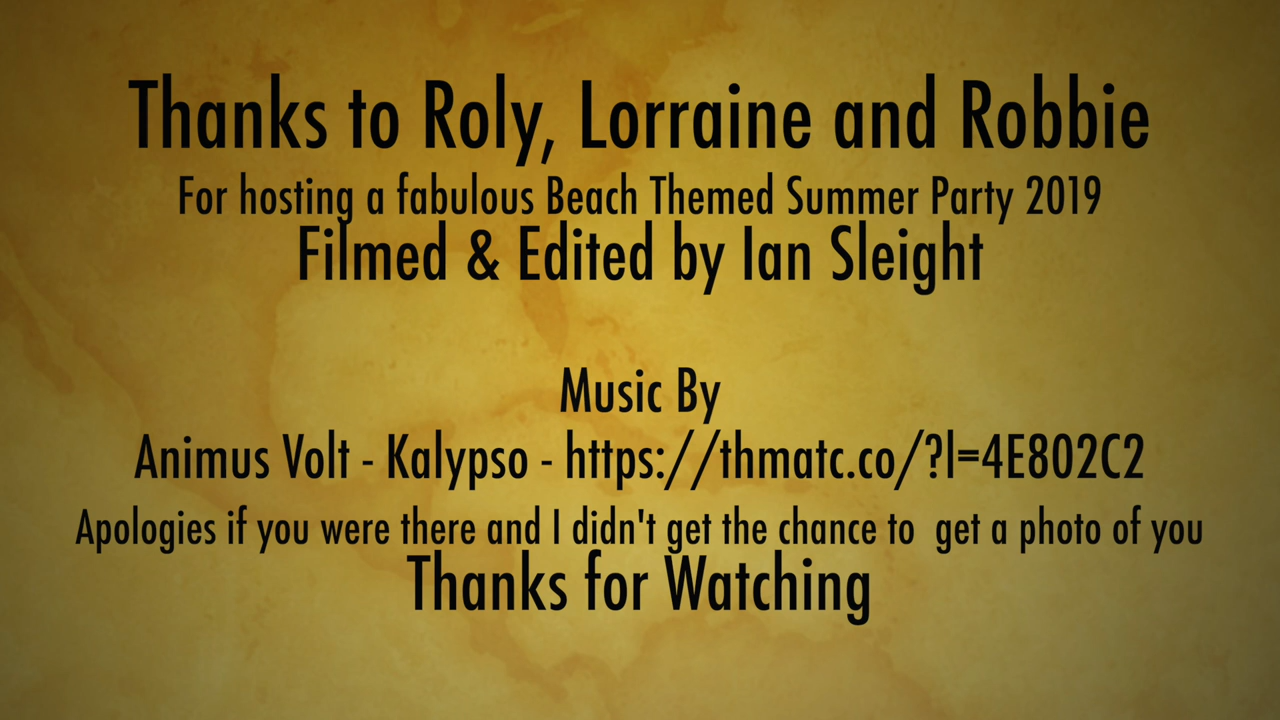 Thanks to Roly, Lorraine and Robbie
For hosting a fabulous Beach Themed Summer Party 2019
Filmed & Edited by Ian Sleight
Music By
Animus Volt - Kalypso - https://thmatc.co/?l=4E802C2
Apologies if you were there and I didn't get the chance to  get a photo of you
Thanks for Watching